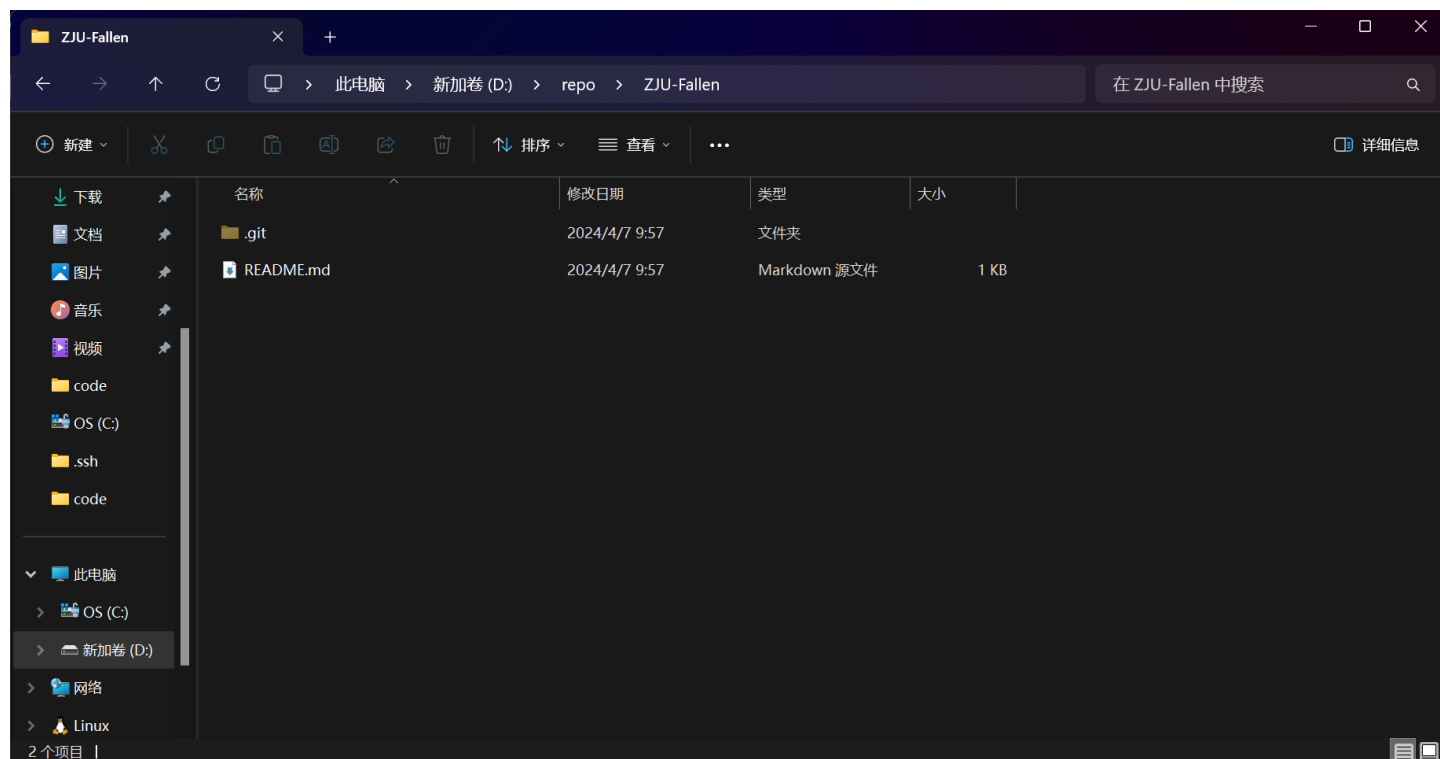 ZJU-Fallen
此电脑 新加卷 (D:) repo ZJU-Fallen
在 ZJU-Fallen 中搜索
新建 排序 查看 详细信息
名称 修改日期 类型 大小
.git 2024/4/7 9:57 文件夹
README.md 2024/4/7 9:57 Markdown 源文件 1 KB
下载
文档
图片
音乐
视频
code
OS (C:)
.ssh
code
此电脑
OS (C:)
新加卷 (D:)
网络
Linux
2 个项目